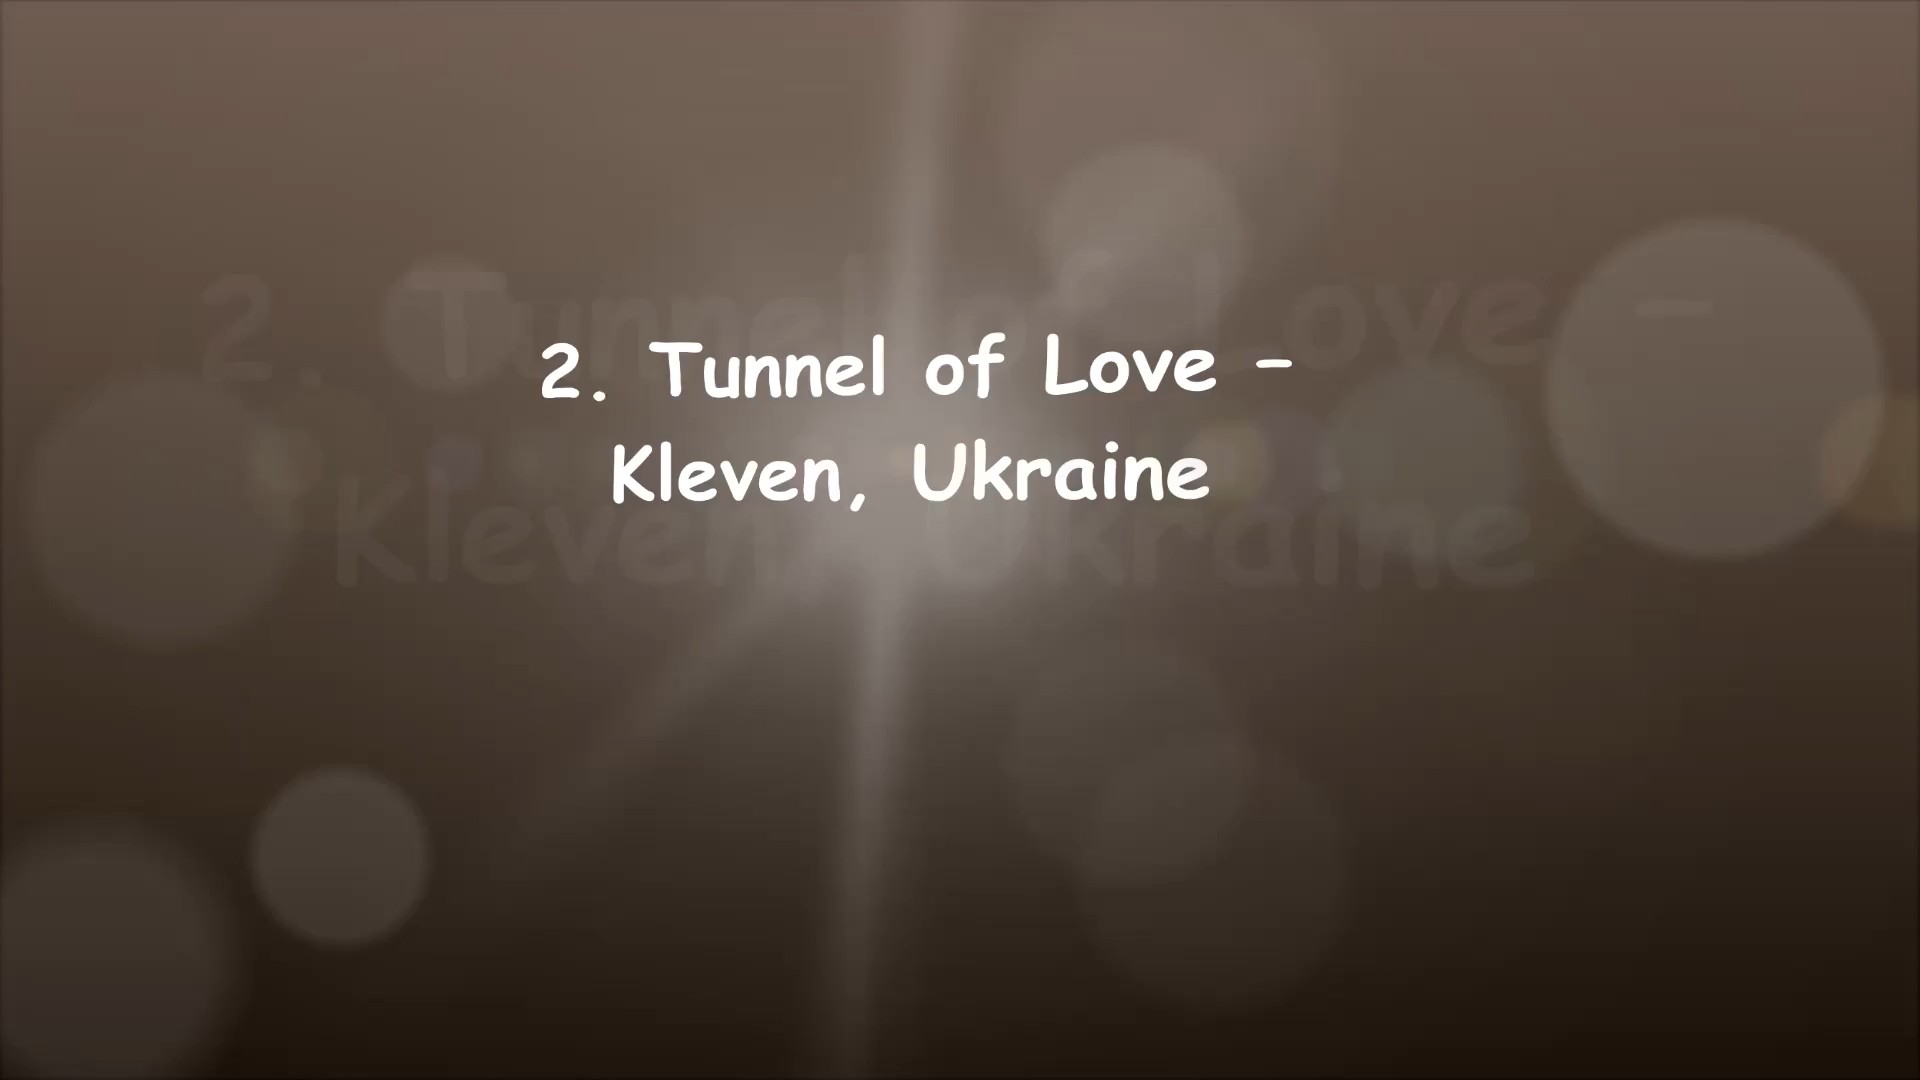 2. Tunnel of Love –
Kleven, Ukraine